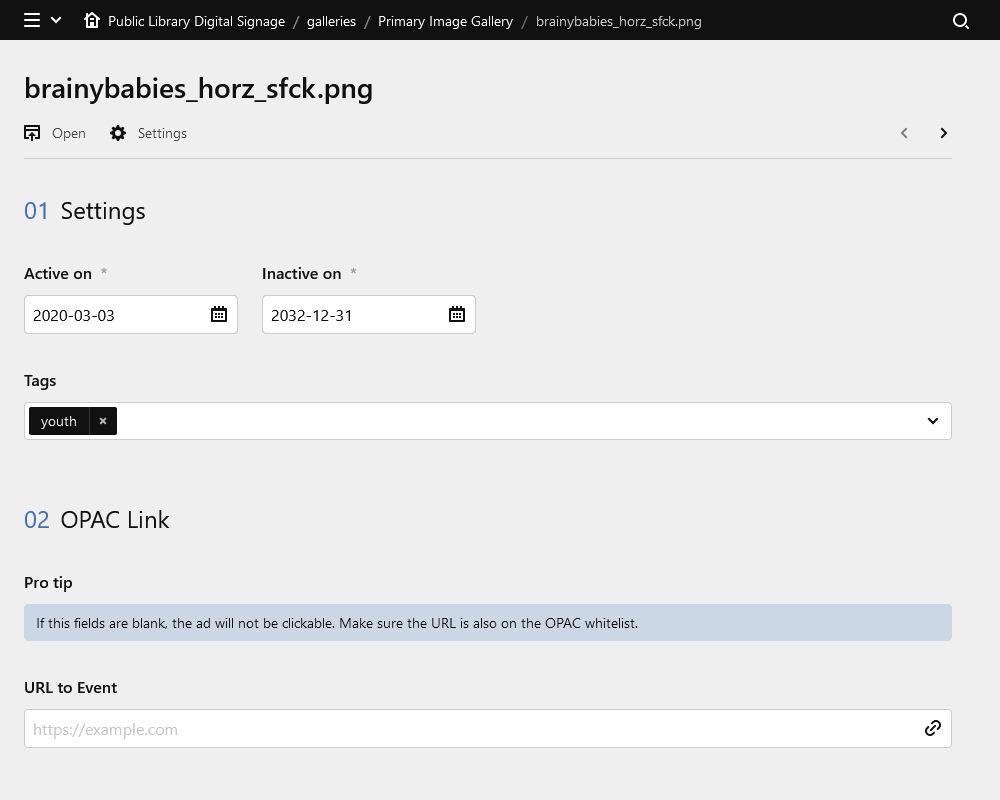 Public Library Digital Signage / galleries / Primary Image Gallery / brainybabies_horz_sfck.png
brainybabies_horz_sfck.png
Open Settings
01 Settings
Active on * Inactive on *
2020-03-03 2032-12-31
Tags
youth ×
02 OPAC Link
Pro tip
If this fields are blank, the ad will not be clickable. Make sure the URL is also on the OPAC whitelist.
URL to Event
https://example.com